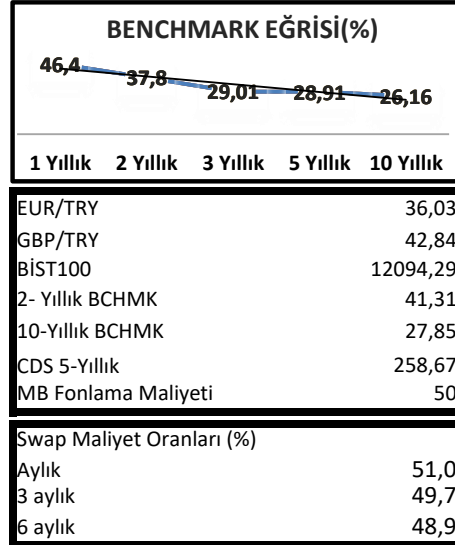 BENCHMARK EĞRİSİ(%)
46,4 37,8 29,01 28,91 26,16
1 Yıllık 2 Yıllık 3 Yıllık 5 Yıllık 10 Yıllık
EUR/TRY 36,03
GBP/TRY 42,84
BİST100 12094,29
2- Yıllık BCHMK 41,31
10-Yıllık BCHMK 27,85
CDS 5-Yıllık 258,67
MB Fonlama Maliyeti 50
Swap Maliyet Oranları (%)
Aylık 51,0
3 aylık 49,7
6 aylık 48,9